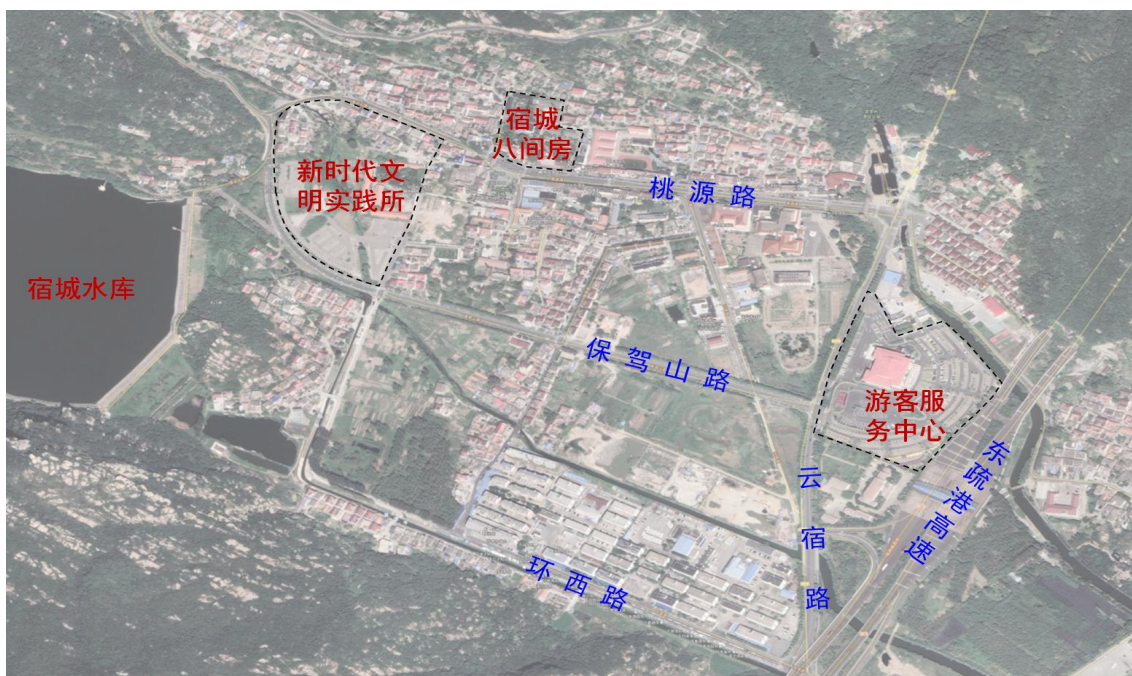 宿城
八间房
新时代文
明实践所
桃源路
宿城水库
保驾山路
游客服
务中心
东疏港高速
云宿路
环西路